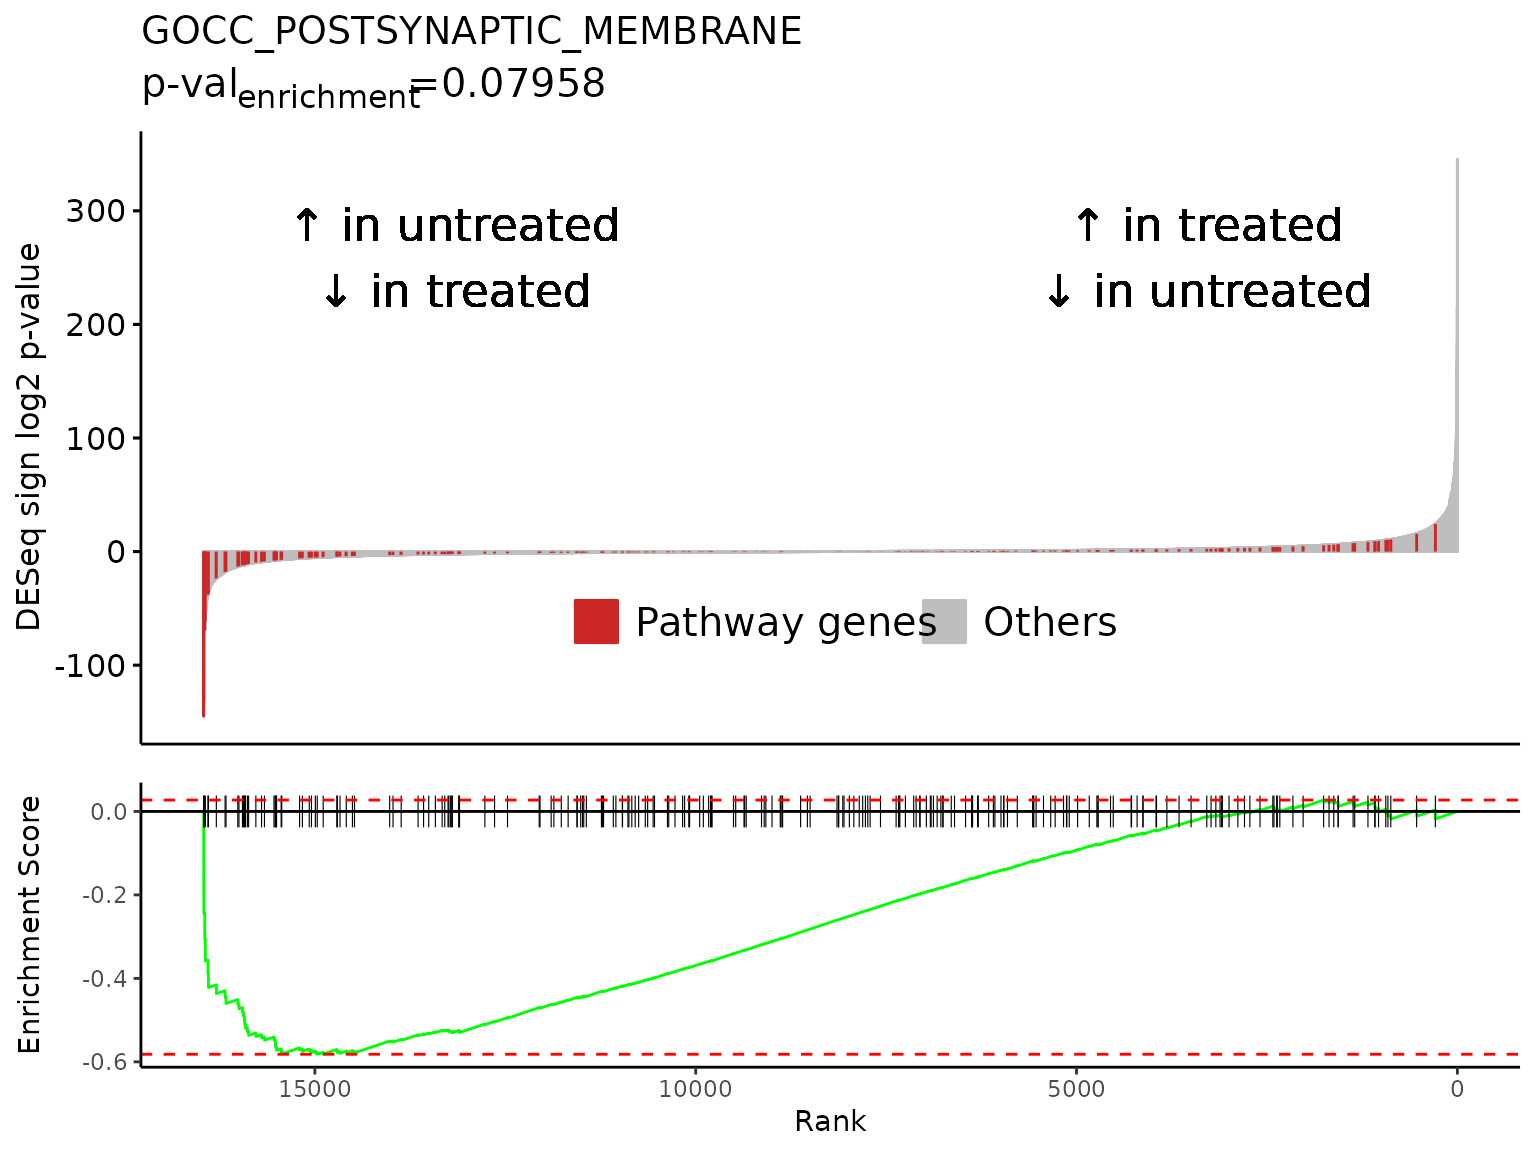 GOCC_POSTSYNAPTIC_MEMBRANE
p-valenrichment=0.07958
DESeq sign log2 p-value
300
200
100
0
-100
↑ in untreated
↓ in treated
↑ in treated
↓ in untreated
Pathway genes
Others
Enrichment Score
0.0
-0.2
-0.4
-0.6
15000
10000
5000
0
Rank